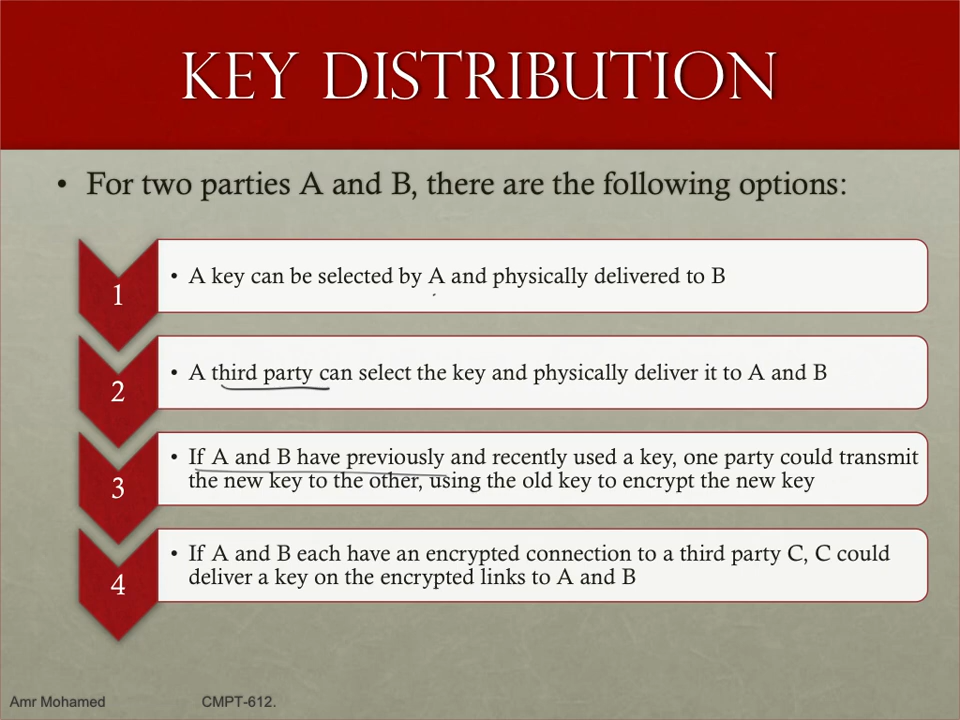 KEY DISTRIBUTION
• For two parties A and B, there are the following options:
1
• A key can be selected by A and physically delivered to B
2
• A third party can select the key and physically deliver it to A and B
3
• If A and B have previously and recently used a key, one party could transmit
the new key to the other, using the old key to encrypt the new key
4
• If A and B each have an encrypted connection to a third party C, C could
deliver a key on the encrypted links to A and B
Amr Mohamed CMPT-612.